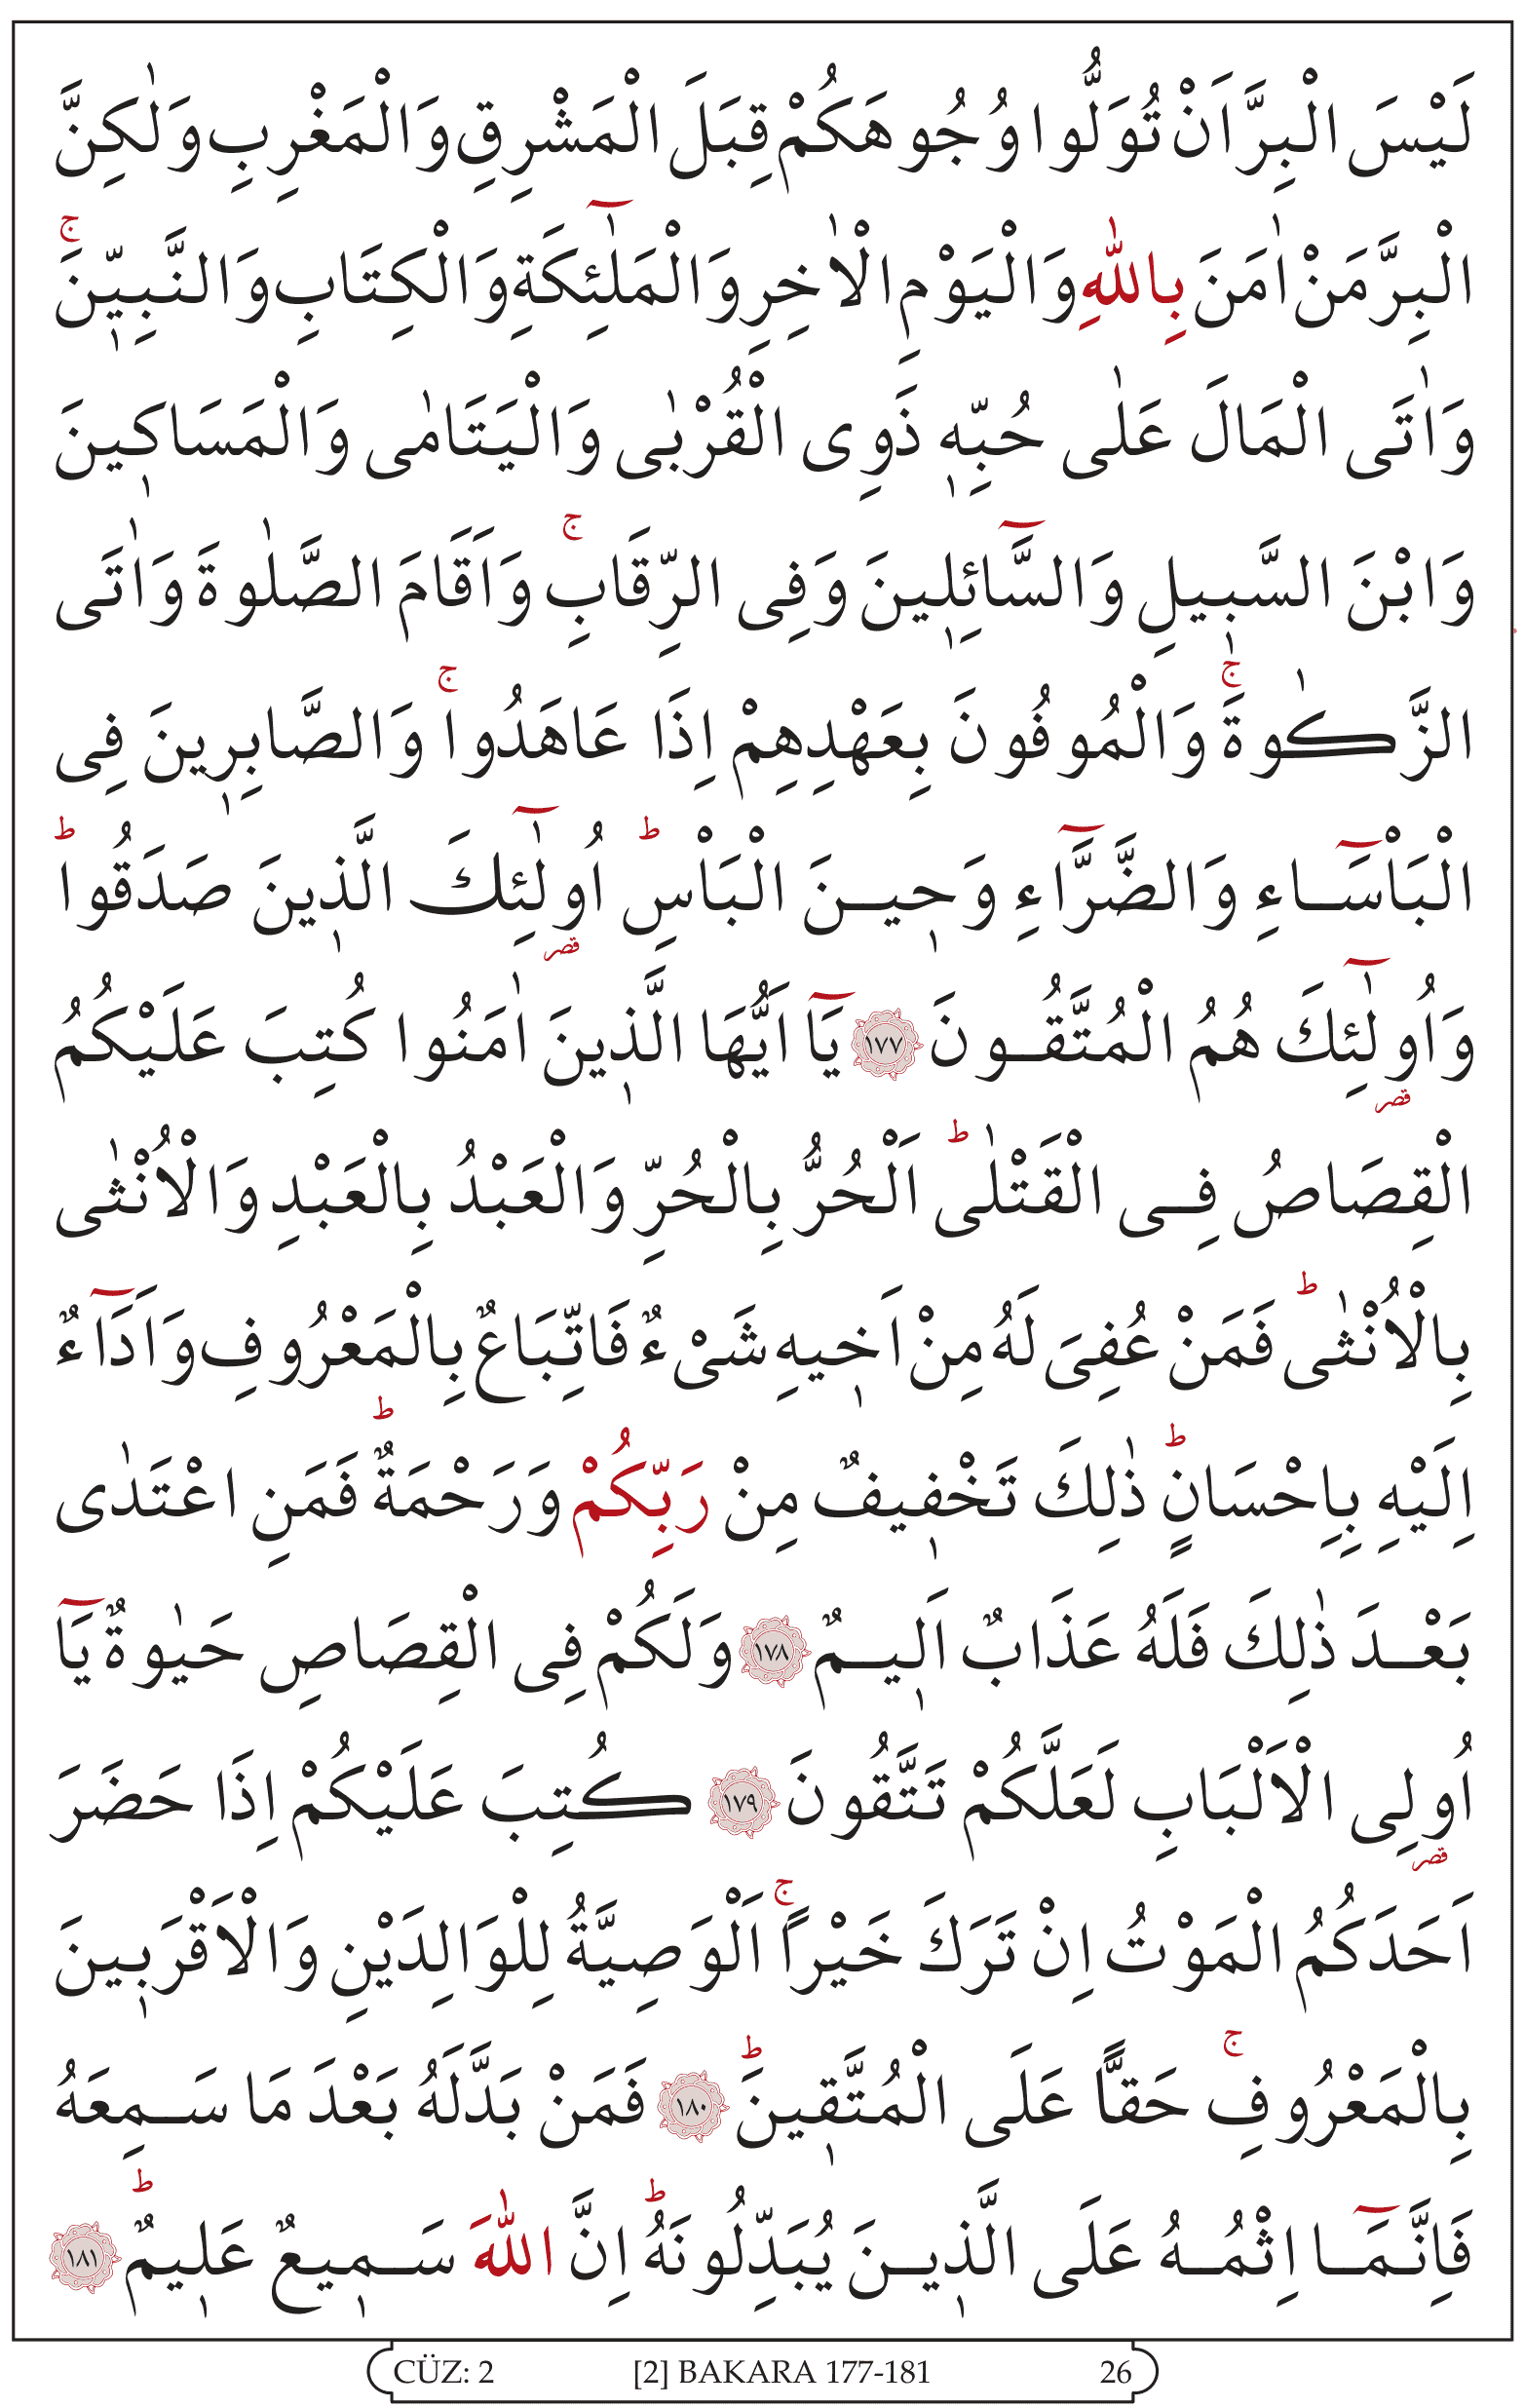 لَيْسَ الْبِرَّ اَنْ تُوَلُّوا وُجُوهَكُمْ قِبَلَ الْمَشْرِقِ وَالْمَغْرِبِ وَلٰكِنَّ
الْبِرَّ مَنْ اٰمَنَ بِاللّٰهِ وَالْيَوْمِ الْاٰخِرِ وَالْمَلٰٓئِكَةِ وَالْكِتَابِ وَالنَّبِيّ۪نَۚ
وَاٰتَى الْمَالَ عَلٰى حُبِّه۪ ذَوِى الْقُرْبٰى وَالْيَتَامٰى وَالْمَسَاك۪ينَ
وَابْنَ السَّب۪يلِ وَالسَّٓائِل۪ينَ وَفِى الرِّقَابِۚ وَاَقَامَ الصَّلٰوةَ وَاٰتَى
الزَّكٰوةَۚ وَالْمُوفُونَ بِعَهْدِهِمْ اِذَا عَاهَدُواۚ وَالصَّابِر۪ينَ فِى
الْبَاْسَٓاءِ وَالضَّرَّٓاءِ وَح۪ينَ الْبَاْسِۜ اُو۬لٰٓئِكَ الَّذ۪ينَ صَدَقُواۜ
قصر
وَاُو۬لٰٓئِكَ هُمُ الْمُتَّقُونَ ﴿١٧٧﴾ يَٓا اَيُّهَا الَّذ۪ينَ اٰمَنُوا كُتِبَ عَلَيْكُمُ
قصر
الْقِصَاصُ فِى الْقَتْلٰىۜ اَلْحُرُّ بِالْحُرِّ وَالْعَبْدُ بِالْعَبْدِ وَالْاُنْثٰى
بِالْاُنْثٰىۜ فَمَنْ عُفِىَ لَهُ مِنْ اَخ۪يهِ شَىْءٌ فَاتِّبَاعٌ بِالْمَعْرُوفِ وَاَدَٓاءٌ
اِلَيْهِ بِاِحْسَانٍۜ ذٰلِكَ تَخْف۪يفٌ مِنْ رَبِّكُمْ وَرَحْمَةٌۜ فَمَنِ اعْتَدٰى
بَعْدَ ذٰلِكَ فَلَهُ عَذَابٌ اَل۪يمٌ ﴿١٧٨﴾ وَلَكُمْ فِى الْقِصَاصِ حَيٰوةٌ يَٓا
اُو۬لِى الْاَلْبَابِ لَعَلَّكُمْ تَتَّقُونَ ﴿١٧٩﴾ كُتِبَ عَلَيْكُمْ اِذَا حَضَرَ
قصر
اَحَدَكُمُ الْمَوْتُ اِنْ تَرَكَ خَيْراًۚ اَلْوَصِيَّةُ لِلْوَالِدَيْنِ وَالْاَقْرَب۪ينَ
بِالْمَعْرُوفِۚ حَقاًّ عَلَى الْمُتَّق۪ينَۜ ﴿١٨٠﴾ فَمَنْ بَدَّلَهُ بَعْدَ مَا سَمِعَهُ
فَاِنَّمَٓا اِثْمُهُ عَلَى الَّذ۪ينَ يُبَدِّلُونَهُۜ اِنَّ اللّٰهَ سَم۪يعٌ عَل۪يمٌۜ ﴿١٨١﴾
CÜZ: 2 [2] BAKARA 177-181 26